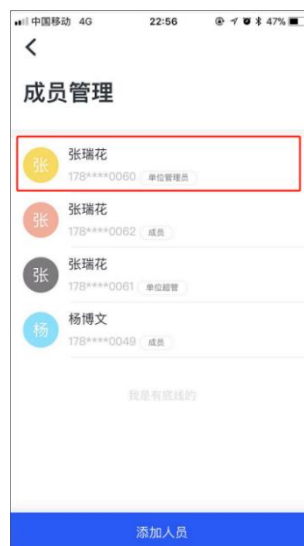 中国移动 4G 22:56 47%
成员管理
张 张瑞花
178****0060 单位管理员
张 张瑞花
178****0062 成员
张 张瑞花
178****0061 单位超管
杨 杨博文
178****0049 成员
我是有底线的
添加人员